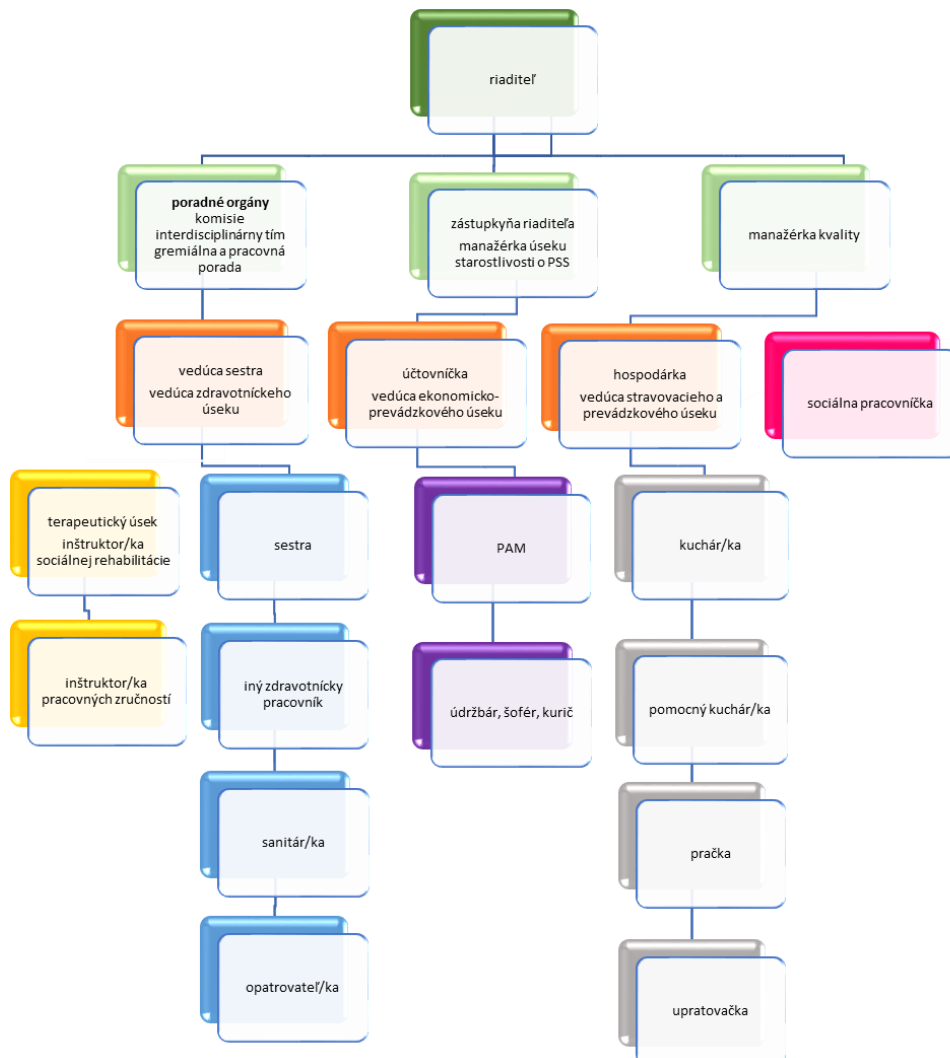 riaditeľ
poradné orgány
komisie
interdisciplinárny tím
gremiálna a pracovná
porada
zástupkyňa riaditeľa
manažérka úseku
starostlivosti o PSS
manažérka kvality
vedúca sestra
vedúca zdravotníckeho
úseku
účtovníčka
vedúca ekonomicko-
prevádzkového úseku
hospodárka
vedúca stravovacieho a
prevádzkového úseku
sociálna pracovníčka
terapeutický úsek
inštruktor/ka
sociálnej rehabilitácie
sestra
PAM
kuchár/ka
inštruktor/ka
pracovných zručností
iný zdravotnícky
pracovník
údržbár, šofér, kurič
pomocný kuchár/ka
sanitár/ka
pračka
opatrovateľ/ka
upratovačka